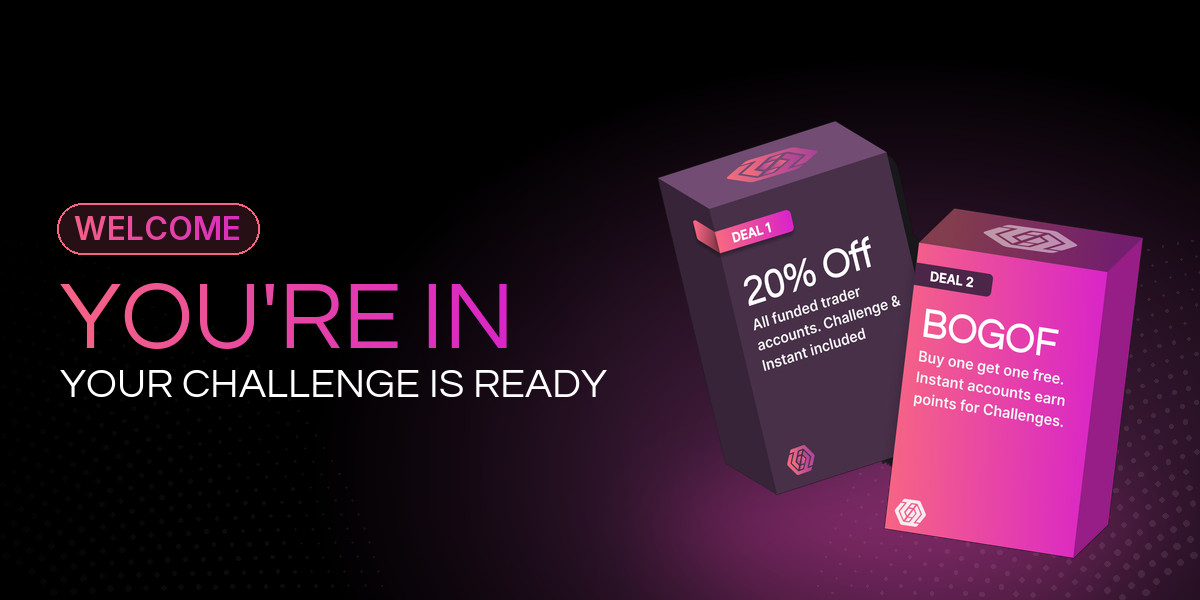 WELCOME
YOU'RE IN
YOUR CHALLENGE IS READY
DEAL 1
20% Off
All funded trader
accounts. Challenge &
Instant included
DEAL 2
BOGOF
Buy one get one free.
Instant accounts earn
points for Challenges.